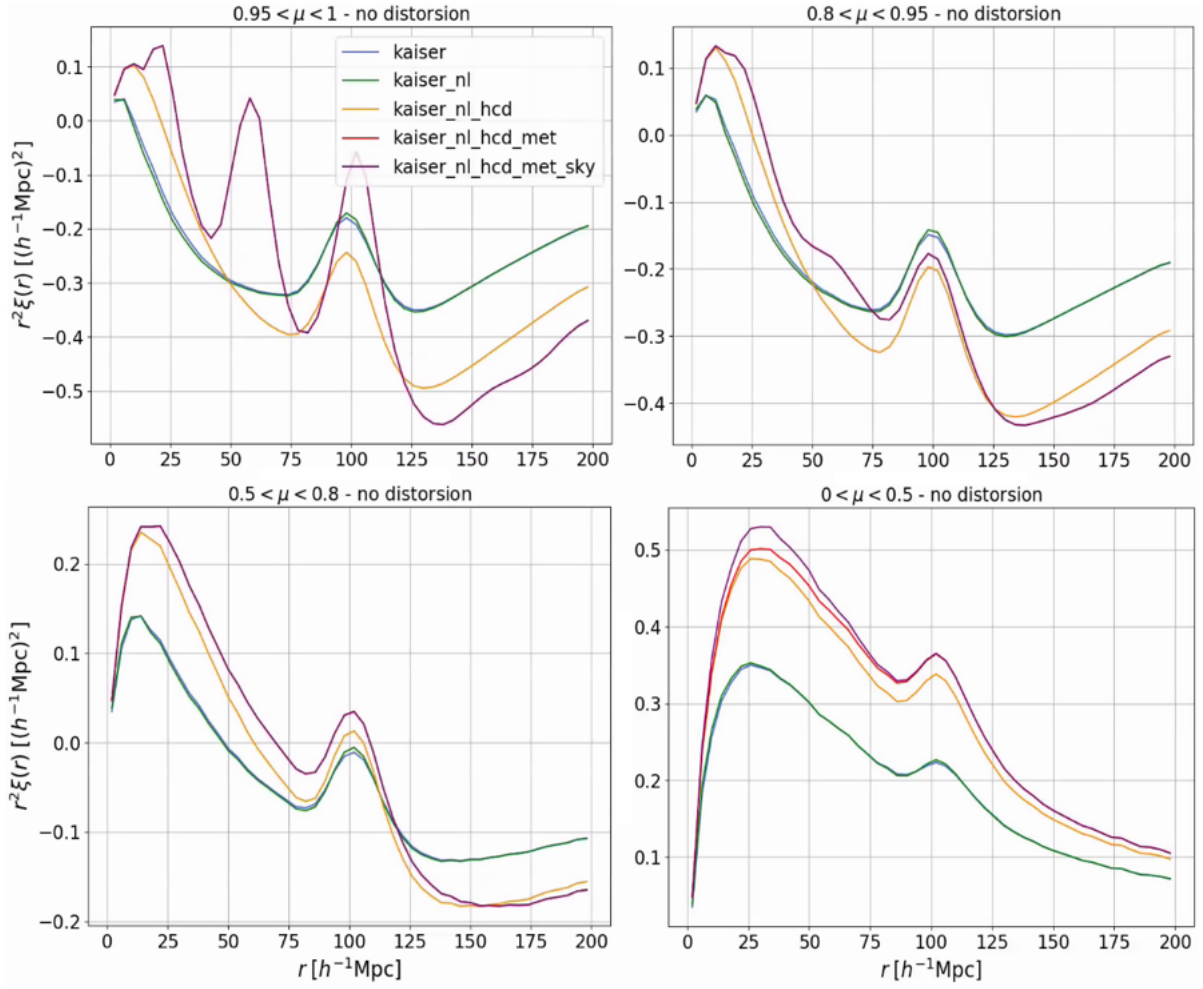 0.95 < μ < 1 - no distorsion
r²ξ(r) [(h⁻¹Mpc)²]
0.1
0.0
−0.1
−0.2
−0.3
−0.4
−0.5
kaiser
kaiser_nl
kaiser_nl_hcd
kaiser_nl_hcd_met
kaiser_nl_hcd_met_sky
0 25 50 75 100 125 150 175 200
0.8 < μ < 0.95 - no distorsion
0.1
0.0
−0.1
−0.2
−0.3
−0.4
0 25 50 75 100 125 150 175 200
0.5 < μ < 0.8 - no distorsion
r²ξ(r) [(h⁻¹Mpc)²]
0.2
0.1
0.0
−0.1
−0.2
0 25 50 75 100 125 150 175 200
r [h⁻¹Mpc]
0 < μ < 0.5 - no distorsion
0.5
0.4
0.3
0.2
0.1
0 25 50 75 100 125 150 175 200
r [h⁻¹Mpc]